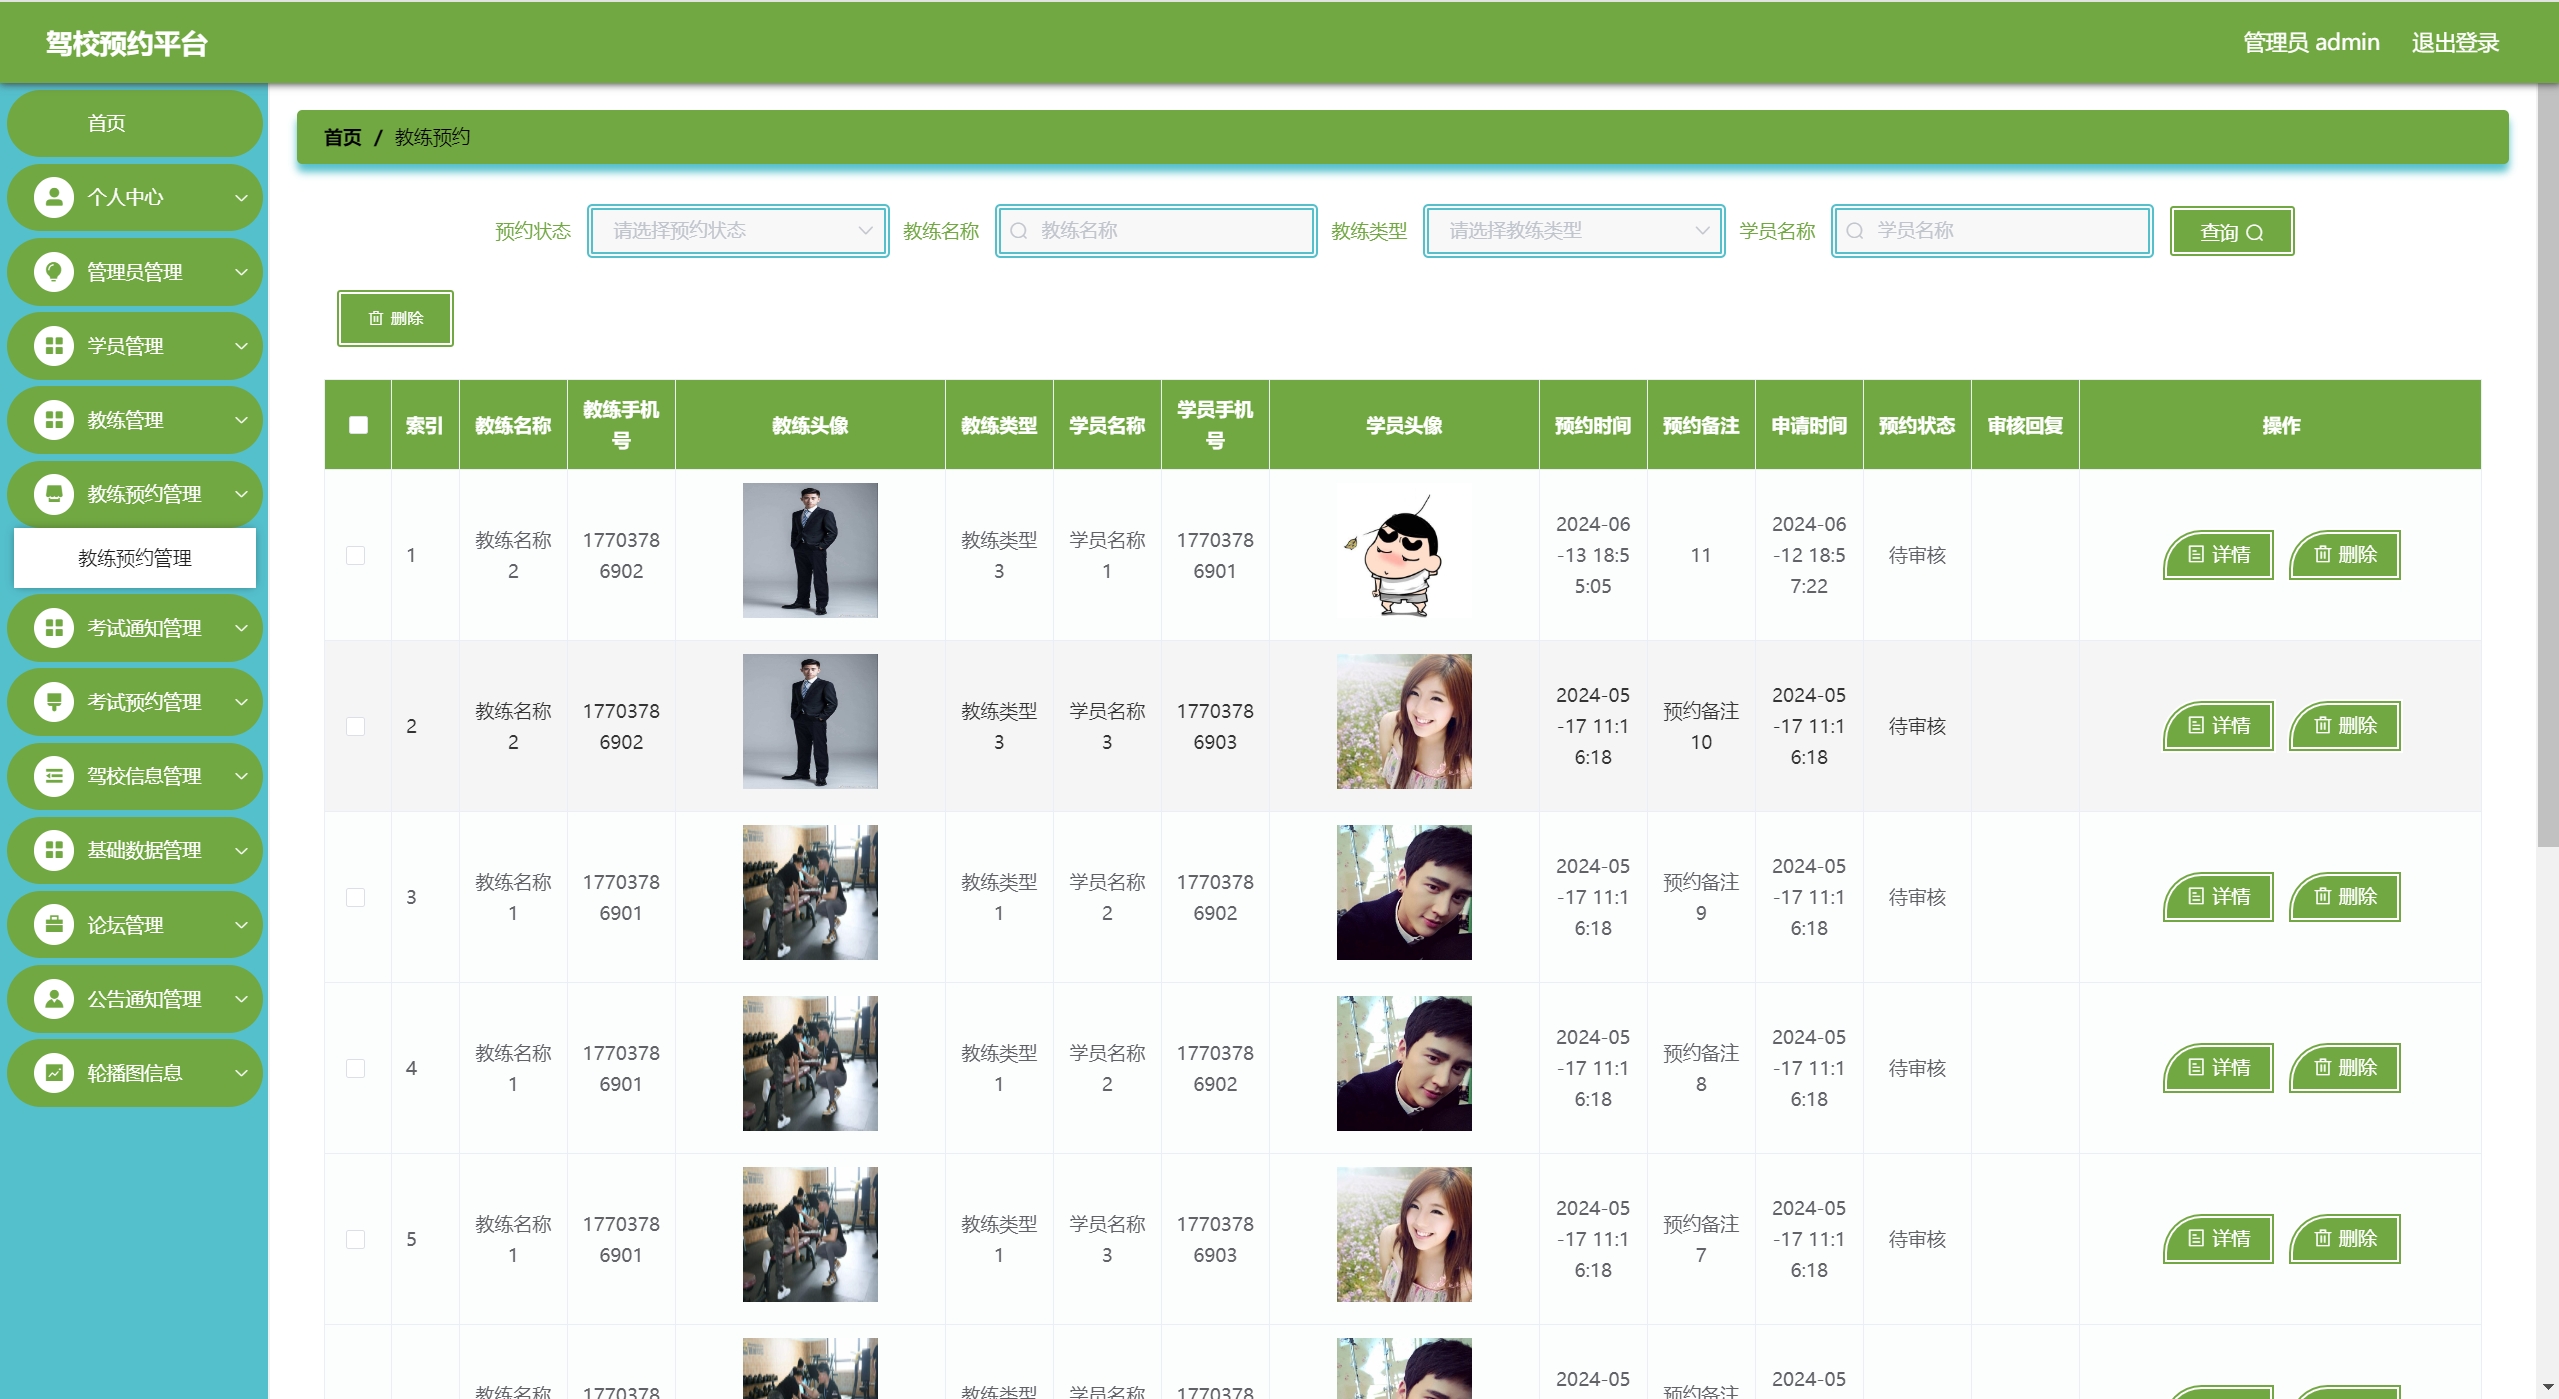 驾校预约平台
管理员 admin
退出登录
首页
个人中心
管理员管理
学员管理
教练管理
教练预约管理
教练预约管理
考试通知管理
考试预约管理
驾校信息管理
基础数据管理
论坛管理
公告通知管理
轮播图信息
首页 / 教练预约
预约状态 请选择预约状态 教练名称 教练名称 教练类型 请选择教练类型 学员名称 学员名称 查询
删除
索引 教练名称 教练手机号 教练头像 教练类型 学员名称 学员手机号 学员头像 预约时间 预约备注 申请时间 预约状态 审核回复 操作
1 教练名称2 17703786902 教练类型3 学员名称1 17703786901 2024-06-13 18:55:05 11 2024-06-12 18:57:22 待审核 详情 删除
2 教练名称2 17703786902 教练类型3 学员名称3 17703786903 2024-05-17 11:16:18 预约备注10 2024-05-17 11:16:18 待审核 详情 删除
3 教练名称1 17703786901 教练类型1 学员名称2 17703786902 2024-05-17 11:16:18 预约备注9 2024-05-17 11:16:18 待审核 详情 删除
4 教练名称1 17703786901 教练类型1 学员名称2 17703786902 2024-05-17 11:16:18 预约备注8 2024-05-17 11:16:18 待审核 详情 删除
5 教练名称1 17703786901 教练类型1 学员名称3 17703786903 2024-05-17 11:16:18 预约备注7 2024-05-17 11:16:18 待审核 详情 删除
教练名称 1770378 教练类型 学员名称 1770378 2024-05 预约备注 2024-05